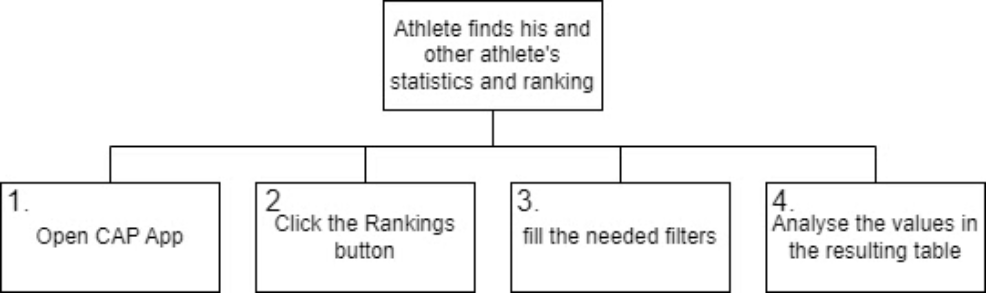 Athlete finds his and
other athlete's
statistics and ranking
1.
Open CAP App
2
Click the Rankings
button
3.
fill the needed filters
4.
Analyse the values in
the resulting table